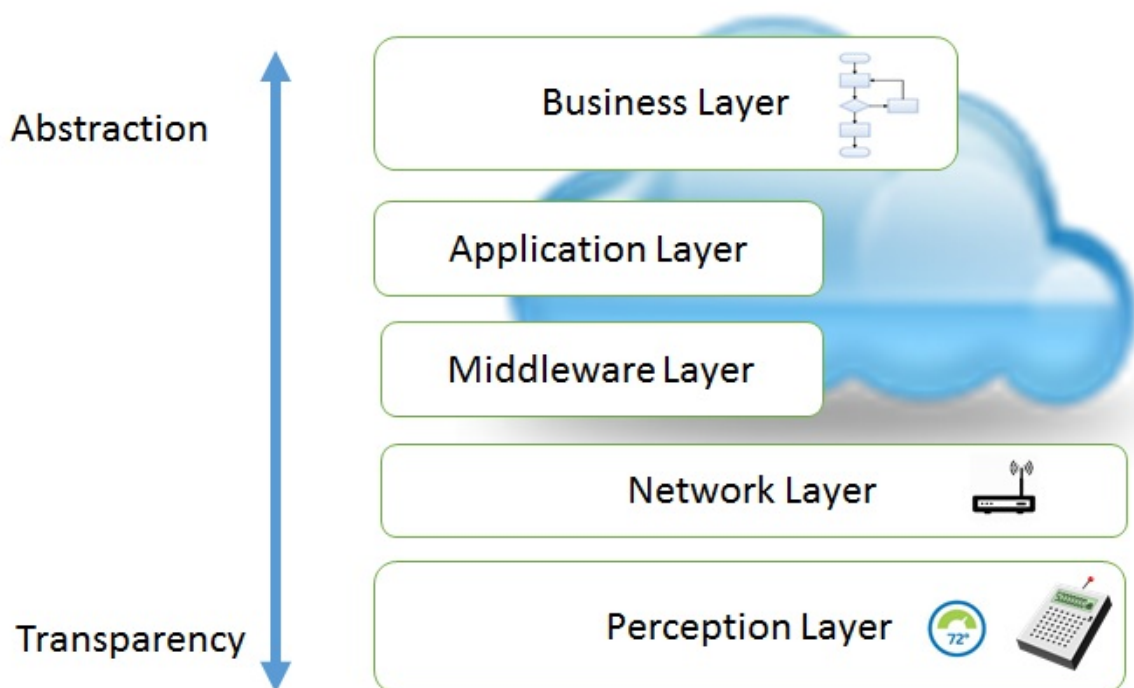 Abstraction
Business Layer
Application Layer
Middleware Layer
Network Layer
Perception Layer
72°
Transparency